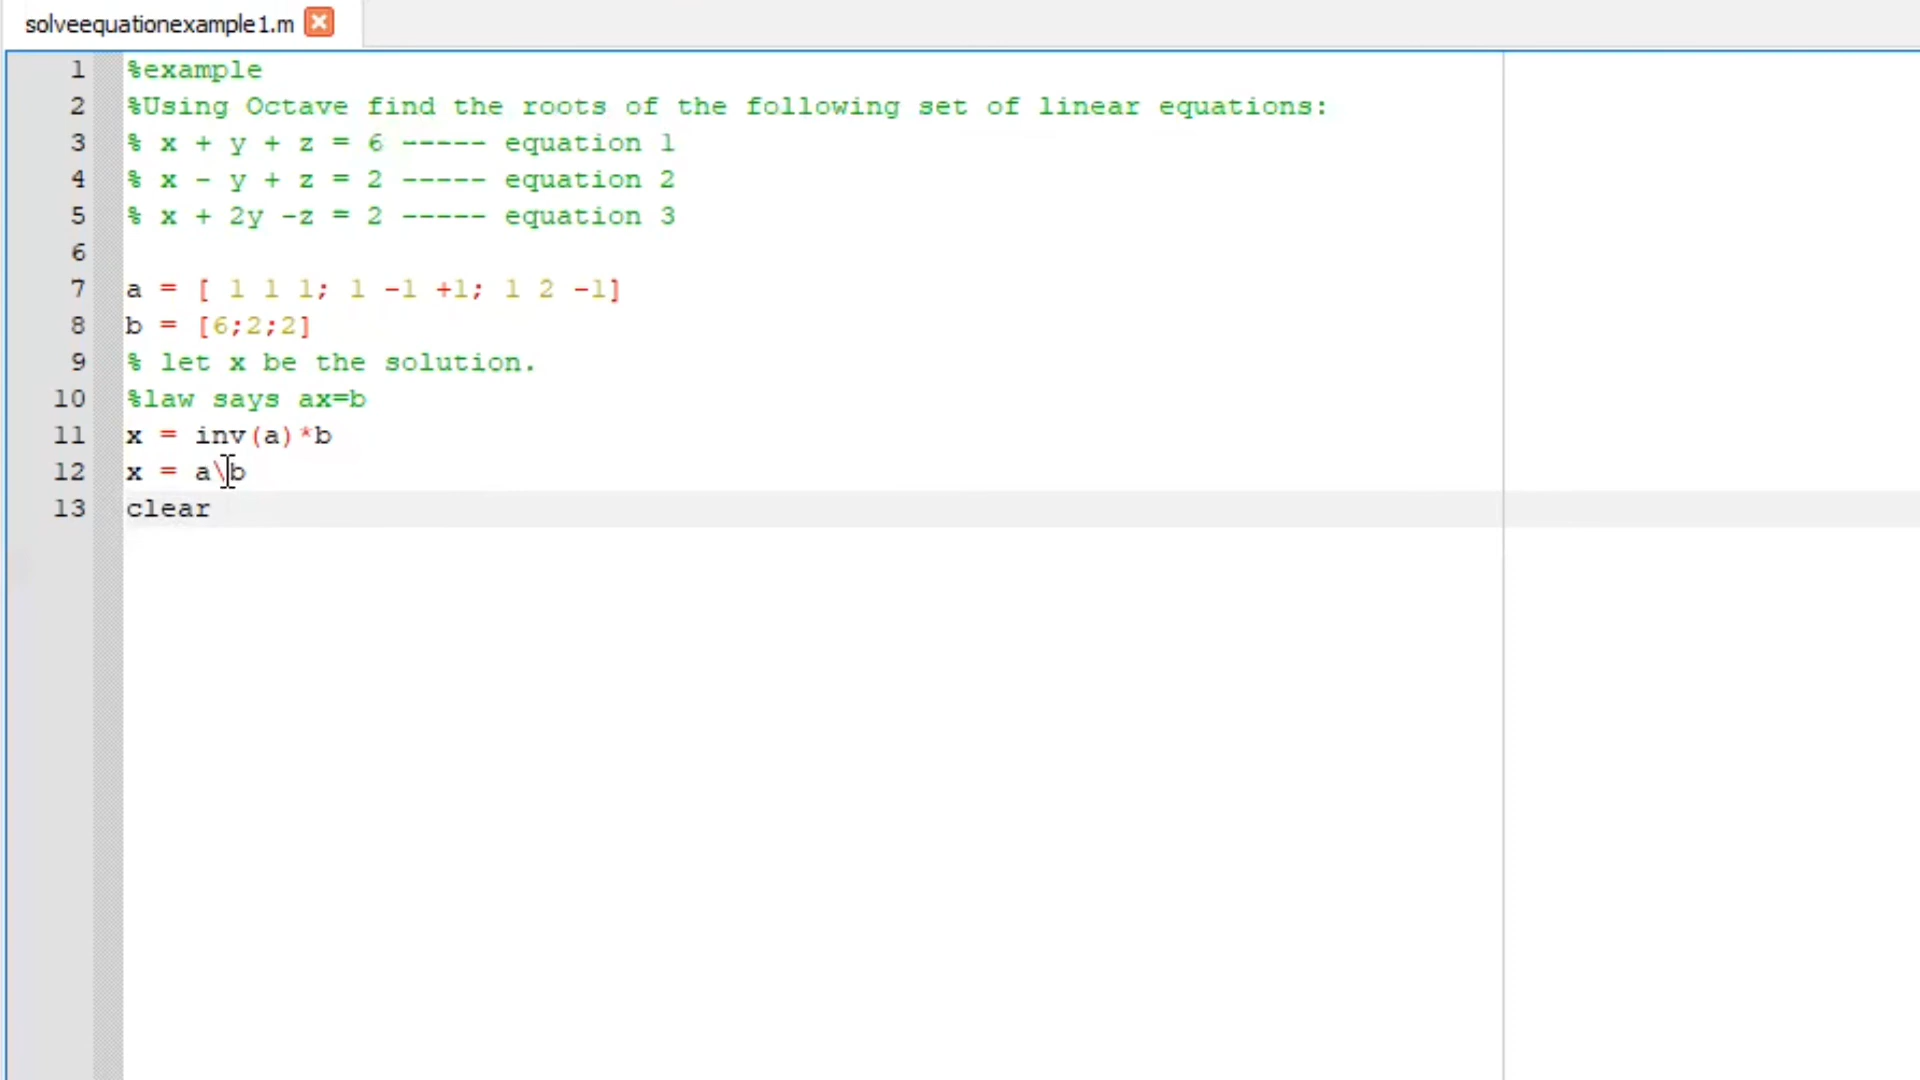 solveequationexample1.m
1 %example
2 %Using Octave find the roots of the following set of linear equations:
3 % x + y + z = 6 ----- equation 1
4 % x - y + z = 2 ----- equation 2
5 % x + 2y -z = 2 ----- equation 3
6
7 a = [ 1 1 1; 1 -1 +1; 1 2 -1]
8 b = [6;2;2]
9 % let x be the solution.
10 %law says ax=b
11 x = inv(a)*b
12 x = a\b
13 clear